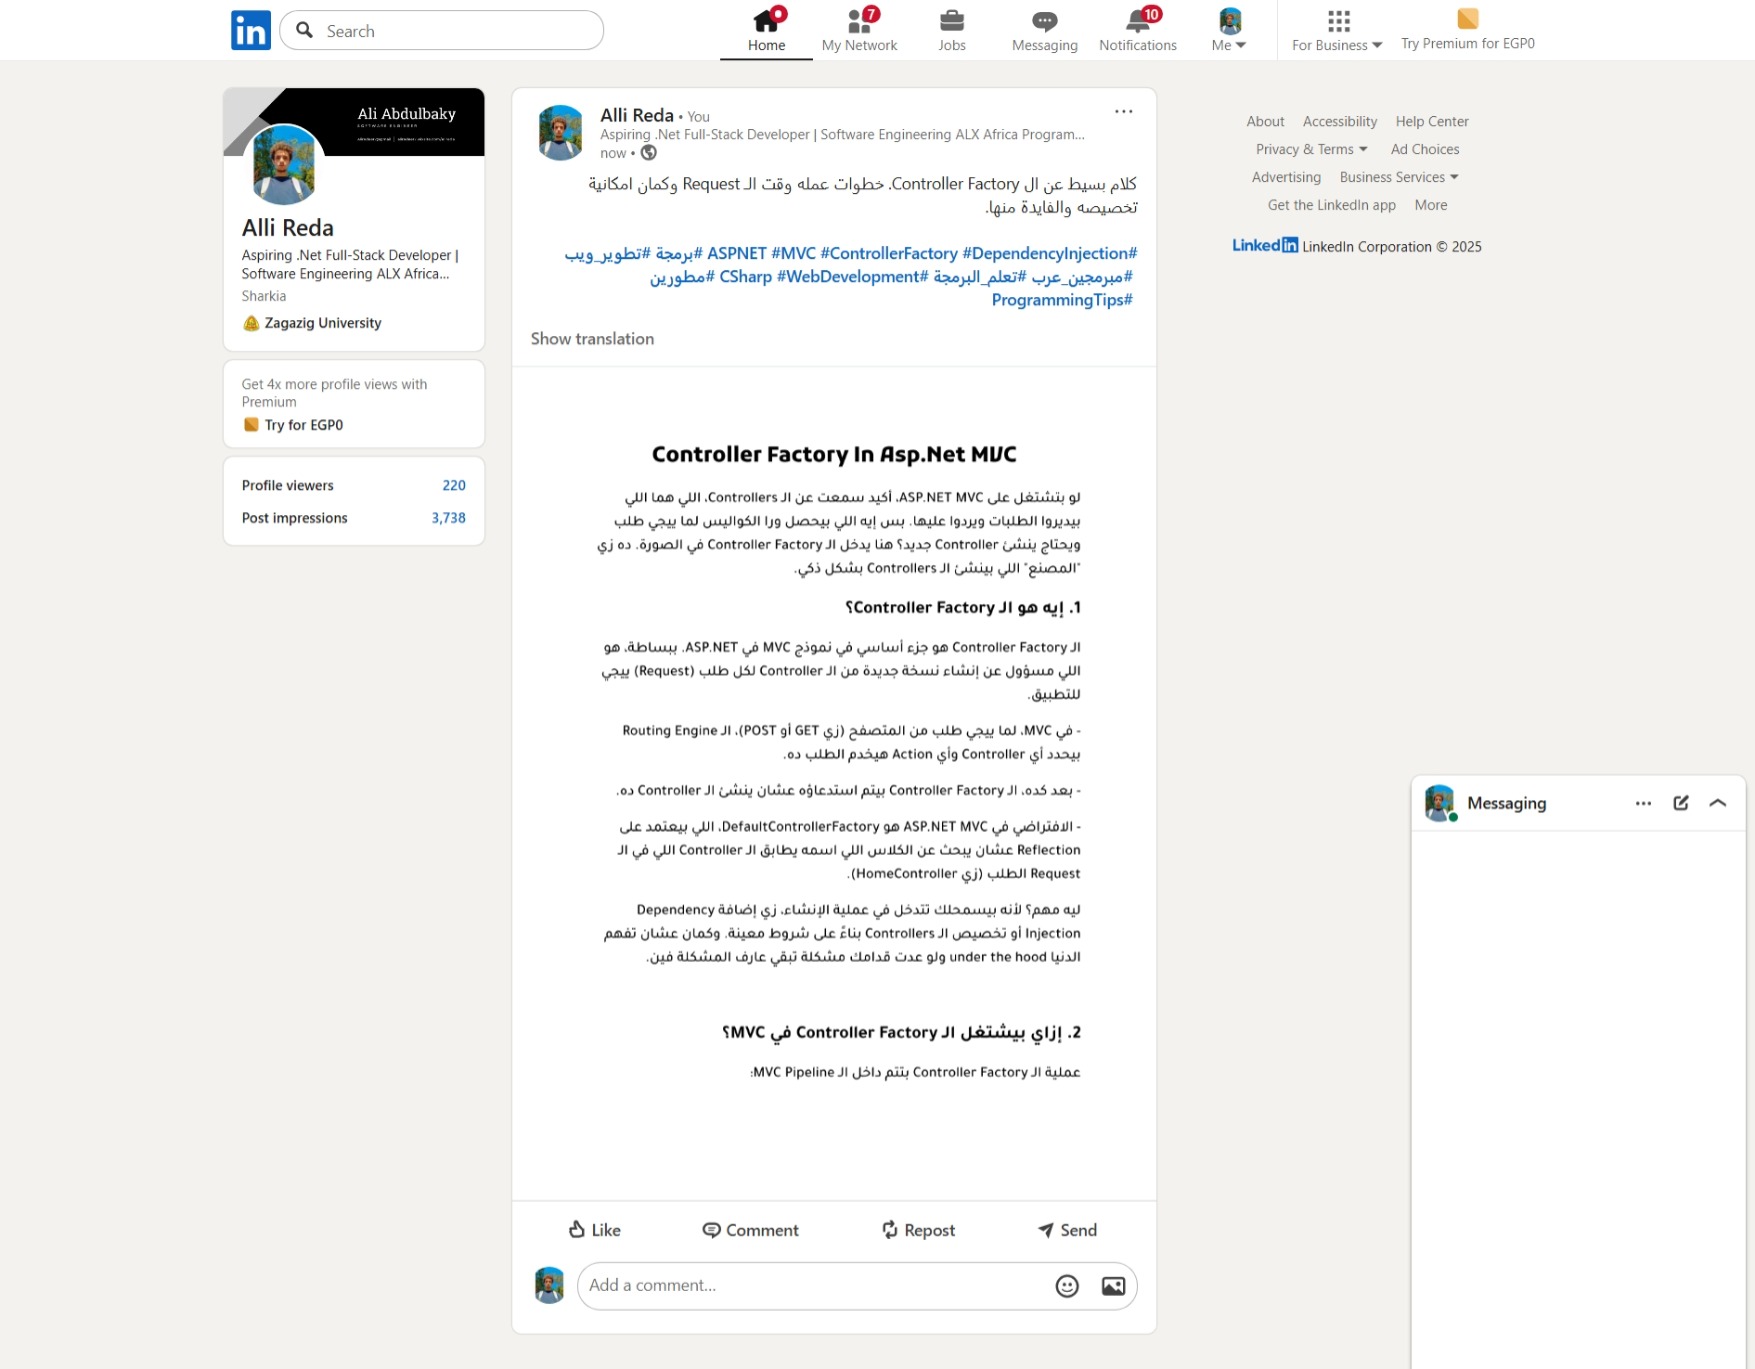 in
Search
Home
7
My Network
Jobs
Messaging
10
Notifications
Me
For Business
Try Premium for EGP0
Ali Abdulbaky
SOFTWARE ENGINEER
Alli Reda
Aspiring .Net Full-Stack Developer |
Software Engineering ALX Africa...
Sharkia
Zagazig University
Get 4x more profile views with
Premium
Try for EGP0
Profile viewers 220
Post impressions 3,738
Alli Reda • You
Aspiring .Net Full-Stack Developer | Software Engineering ALX Africa Program...
now •
كلام بسيط عن ال Controller Factory. خطوات عمله وقت الـ Request وكمان امكانية
تخصيصه والفايدة منها.
#ASPNET #MVC #ControllerFactory #DependencyInjection #برمجة #تطوير_ويب
#مبرمجين_عرب #تعلم_البرمجة #CSharp #WebDevelopment #مطورين
#ProgrammingTips
Show translation
Controller Factory In Asp.Net MVC
لو بتشتغل على ASP.NET MVC، أكيد سمعت عن الـ Controllers، اللي هما اللي
بيديروا الطلبات ويردوا عليها. بس إيه اللي بيحصل ورا الكواليس لما ييجي طلب
ويحتاج ينشئ Controller جديد؟ هنا يدخل الـ Controller Factory في الصورة. ده زي
"المصنع" اللي بينشئ الـ Controllers بشكل ذكي.
1. إيه هو الـ Controller Factory؟
الـ Controller Factory هو جزء أساسي في نموذج MVC في ASP.NET. ببساطة، هو
اللي مسؤول عن إنشاء نسخة جديدة من الـ Controller لكل طلب (Request) ييجي
للتطبيق.
- في MVC، لما ييجي طلب من المتصفح (زي GET أو POST)، الـ Routing Engine
بيحدد أي Controller وأي Action هيخدم الطلب ده.
- بعد كده، الـ Controller Factory بيتم استدعاؤه عشان ينشئ الـ Controller ده.
- الافتراضي في ASP.NET MVC هو DefaultControllerFactory، اللي بيعتمد على
Reflection عشان يبحث عن الكلاس اللي اسمه يطابق الـ Controller اللي في الـ
Request الطلب (زي HomeController).
ليه مهم؟ لأنه بيسمحلك تتدخل في عملية الإنشاء، زي إضافة Dependency
Injection أو تخصيص الـ Controllers بناءً على شروط معينة. وكمان عشان تفهم
الدنيا under the hood ولو عدت قدامك مشكلة تبقي عارف المشكلة فين.
2. إزاي بيشتغل الـ Controller Factory في MVC؟
عملية الـ Controller Factory بتتم داخل الـ MVC Pipeline:
Like
Comment
Repost
Send
Add a comment...
About Accessibility Help Center
Privacy & Terms Ad Choices
Advertising Business Services
Get the LinkedIn app More
LinkedIn LinkedIn Corporation © 2025
Messaging